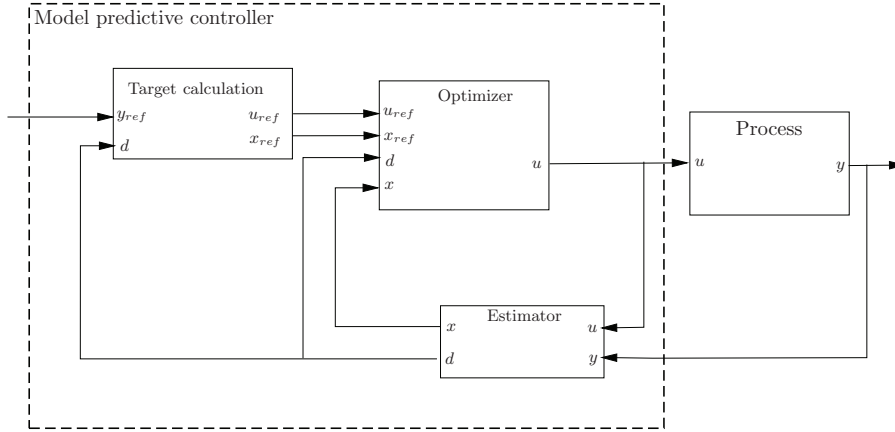 Model predictive controller
Target calculation
y_ref
d
u_ref
x_ref
Optimizer
u_ref
x_ref
d
x
u
Process
u
y
Estimator
x
d
u
y